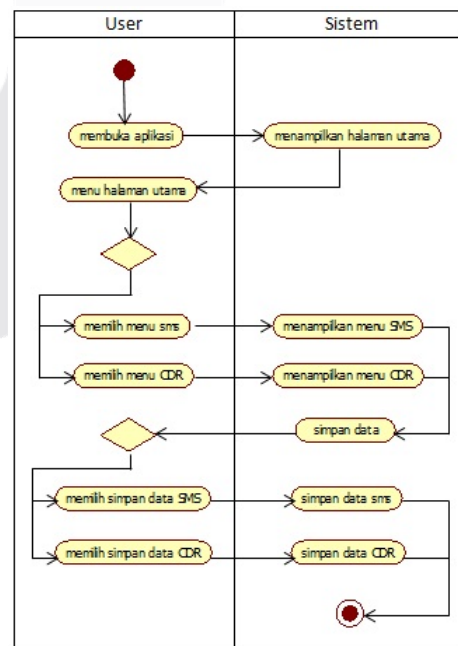 User
Sistem
membuka aplikasi
menampilkan halaman utama
menu halaman utama
memilih menu sms
menampilkan menu SMS
memilih menu CDR
menampilkan menu CDR
simpan data
memilih simpan data SMS
simpan data sms
memilih simpan data CDR
simpan data CDR